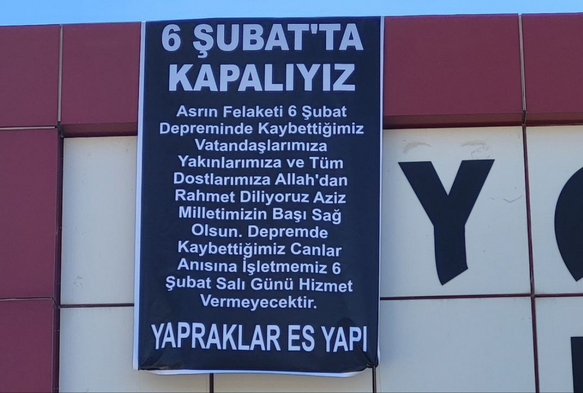 6 ŞUBAT'TA
KAPALIYIZ
Asrın Felaketi 6 Şubat
Depreminde Kaybettiğimiz
Vatandaşlarımıza
Yakınlarımıza ve Tüm
Dostlarımıza Allah'dan
Rahmet Diliyoruz Aziz
Milletimizin Başı Sağ
Olsun. Depremde
Kaybettiğimiz Canlar
Anısına İşletmemiz 6
Şubat Salı Günü Hizmet
Vermeyecektir.
YAPRAKLAR ES YAPI
Y